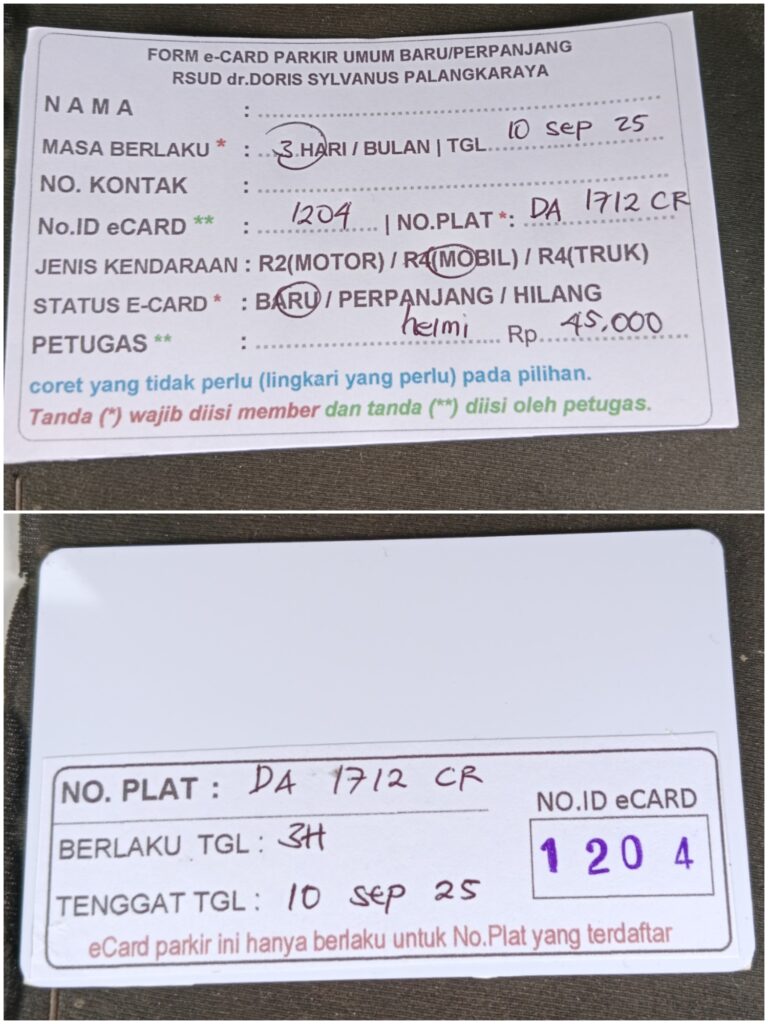 FORM e-CARD PARKIR UMUM BARU/PERPANJANG
RSUD dr.DORIS SYLVANUS PALANGKARAYA
NAMA : ........
MASA BERLAKU * : ..3.HARI / BULAN | TGL 10 sep 25
NO. KONTAK : ........
No.ID eCARD ** : 1204 | NO.PLAT *: DA 1712 CR
JENIS KENDARAAN : R2(MOTOR) / R4(MOBIL) / R4(TRUK)
STATUS E-CARD * : BARU / PERPANJANG / HILANG
PETUGAS ** : helmi Rp. 45.000
coret yang tidak perlu (lingkari yang perlu) pada pilihan.
Tanda (*) wajib diisi member dan tanda (**) diisi oleh petugas.
NO. PLAT : DA 1712 CR
NO.ID eCARD
BERLAKU TGL : 3H
1204
TENGGAT TGL : 10 sep 25
eCard parkir ini hanya berlaku untuk No.Plat yang terdaftar